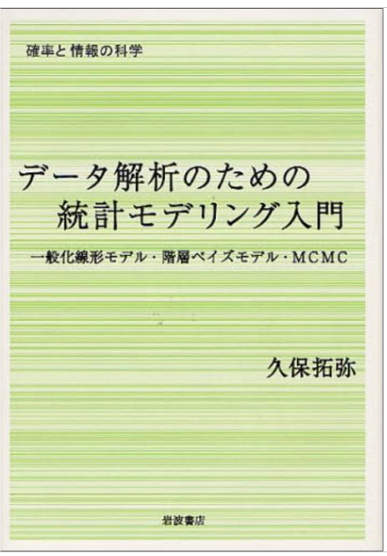 確率と情報の科学
データ解析のための
統計モデリング入門
一般化線形モデル・階層ベイズモデル・MCMC
久保拓弥
岩波書店